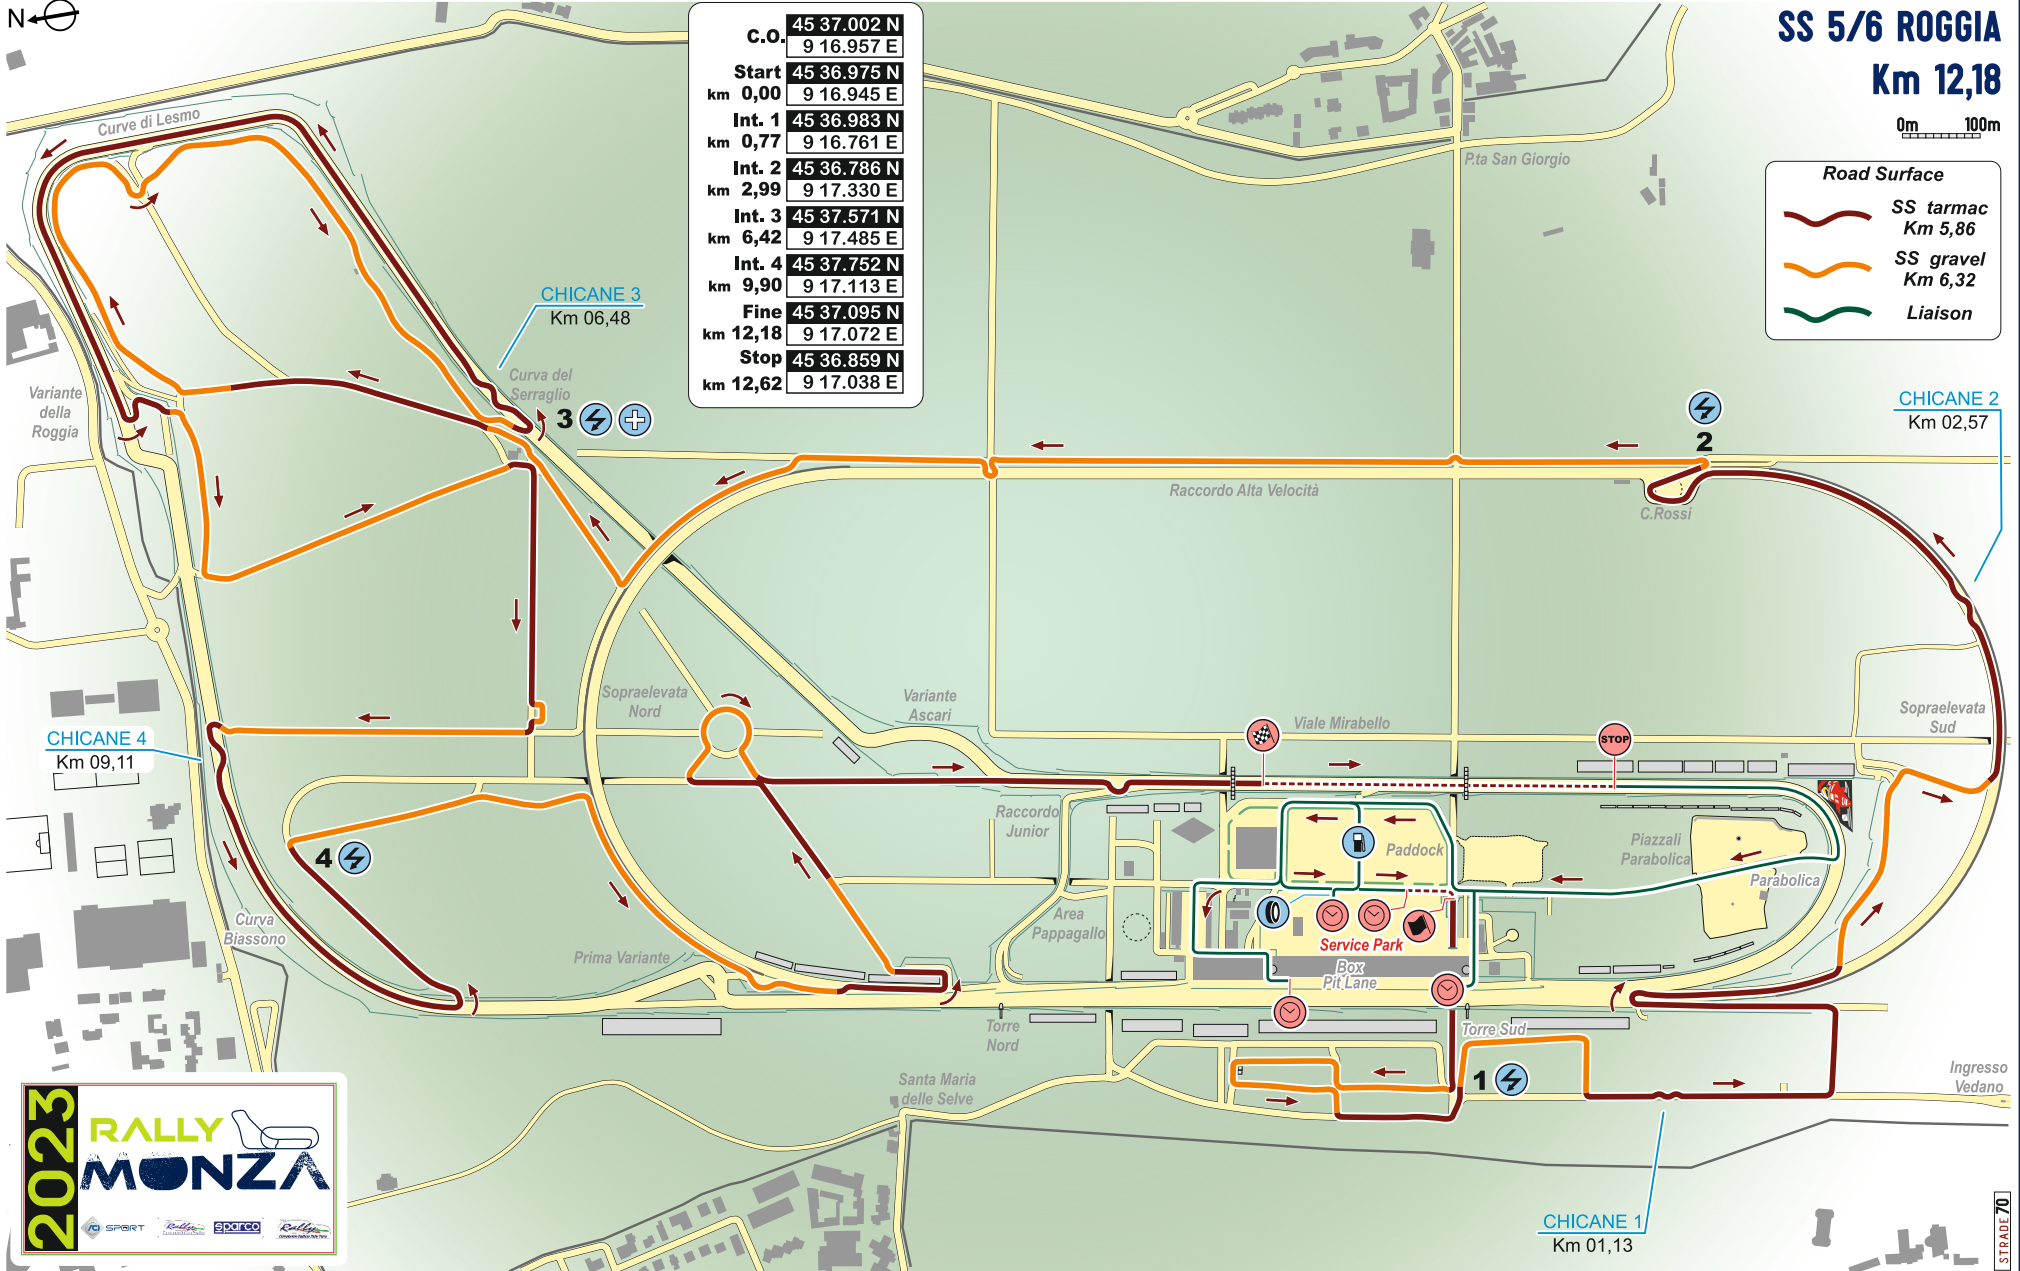 N
SS 5/6 ROGGIA
Km 12,18
0m 100m
C.O. 45 37.002 N
9 16.957 E
Start 45 36.975 N
km 0,00 9 16.945 E
Int. 1 45 36.983 N
km 0,77 9 16.761 E
Int. 2 45 36.786 N
km 2,99 9 17.330 E
Int. 3 45 37.571 N
km 6,42 9 17.485 E
Int. 4 45 37.752 N
km 9,90 9 17.113 E
Fine 45 37.095 N
km 12,18 9 17.072 E
Stop 45 36.859 N
km 12,62 9 17.038 E
Road Surface
SS tarmac
Km 5,86
SS gravel
Km 6,32
Liaison
Curve di Lesmo
P.ta San Giorgio
CHICANE 3
Km 06,48
Variante
della
Roggia
Curva del
Serraglio
3
CHICANE 2
Km 02,57
2
Raccordo Alta Velocità
C.Rossi
Sopraelevata
Nord
Variante
Ascari
Viale Mirabello
STOP
Sopraelevata
Sud
CHICANE 4
Km 09,11
Raccordo
Junior
Paddock
Piazzali
Parabolica
Parabolica
4
Curva
Biassono
Area
Pappagallo
Service Park
Prima Variante
Box
Pit Lane
Torre
Nord
Torre Sud
Santa Maria
delle Selve
1
Ingresso
Vedano
CHICANE 1
Km 01,13
2023
RALLY
MONZA
ACI SPORT
Rally
sparco
Rally
STRADE 70